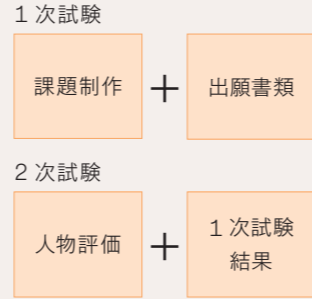 1次試験
課題制作 + 出願書類
2次試験
人物評価 + 1次試験
結果